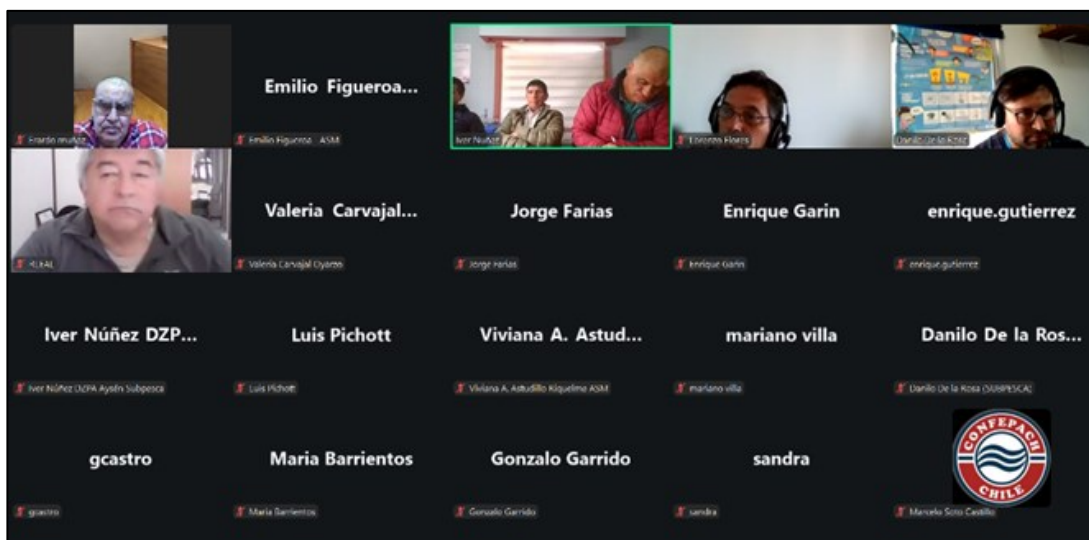 Erardo muñoz
Emilio Figueroa...
Emilio Figueroa _ ASM
Iver Nuñez
Lorenzo Flores
Danilo De la Rosa
Valeria Carvajal...
Valeria Carvajal Oyarzo
Jorge Farias
Jorge Farias
Enrique Garin
Enrique Garin
enrique.gutierrez
enrique.gutierrez
Iver Núñez DZP...
Iver Núñez DZPA Aysén Subpesca
Luis Pichott
Luis Pichott
Viviana A. Astud...
Viviana A. Astudillo Riquelme ASM
mariano villa
mariano villa
Danilo De la Ros...
Danilo De la Rosa (SUBPESCA)
gcastro
gcastro
Maria Barrientos
Maria Barrientos
Gonzalo Garrido
Gonzalo Garrido
sandra
sandra
CONFEPACH
CHILE
Marcelo Soto Castillo